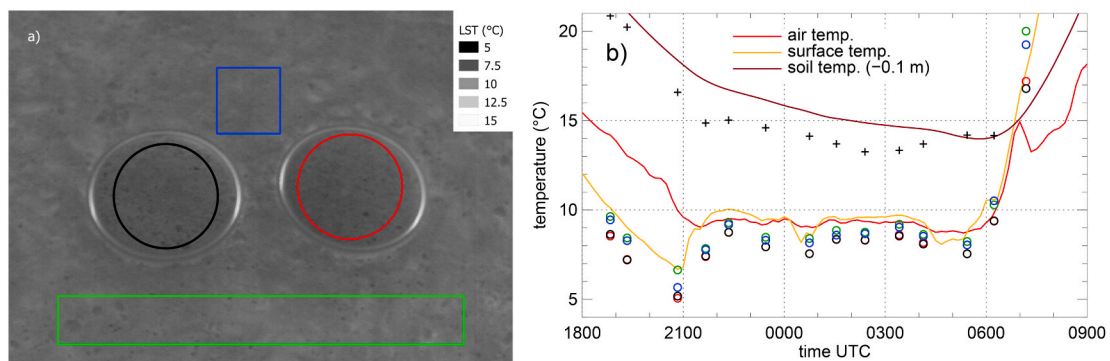 a)
LST (°C)
5
7.5
10
12.5
15
b)
air temp.
surface temp.
soil temp. (−0.1 m)
temperature (°C)
20
15
10
5
1800 2100 0000 0300 0600 0900
time UTC